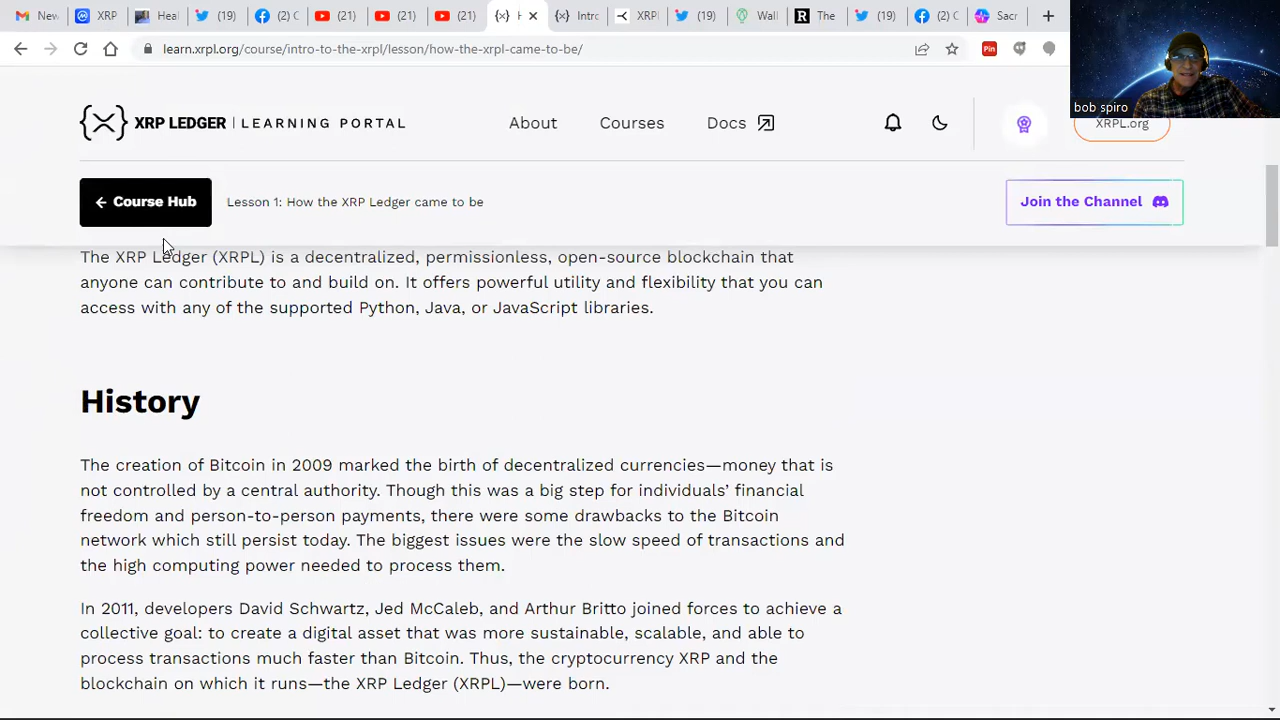 New
XRP
Heal
(19)
(2) C
(21)
(21)
(21)
H
Intro
XRPL
(19)
Wall
The
(19)
(2) C
Sacr
learn.xrpl.org/course/intro-to-the-xrpl/lesson/how-the-xrpl-came-to-be/
Pin
bob spiro
XRP LEDGER | LEARNING PORTAL
About
Courses
Docs
XRPL.org
Course Hub
Lesson 1: How the XRP Ledger came to be
Join the Channel
The XRP Ledger (XRPL) is a decentralized, permissionless, open-source blockchain that
anyone can contribute to and build on. It offers powerful utility and flexibility that you can
access with any of the supported Python, Java, or JavaScript libraries.
History
The creation of Bitcoin in 2009 marked the birth of decentralized currencies—money that is
not controlled by a central authority. Though this was a big step for individuals’ financial
freedom and person-to-person payments, there were some drawbacks to the Bitcoin
network which still persist today. The biggest issues were the slow speed of transactions and
the high computing power needed to process them.
In 2011, developers David Schwartz, Jed McCaleb, and Arthur Britto joined forces to achieve a
collective goal: to create a digital asset that was more sustainable, scalable, and able to
process transactions much faster than Bitcoin. Thus, the cryptocurrency XRP and the
blockchain on which it runs—the XRP Ledger (XRPL)—were born.